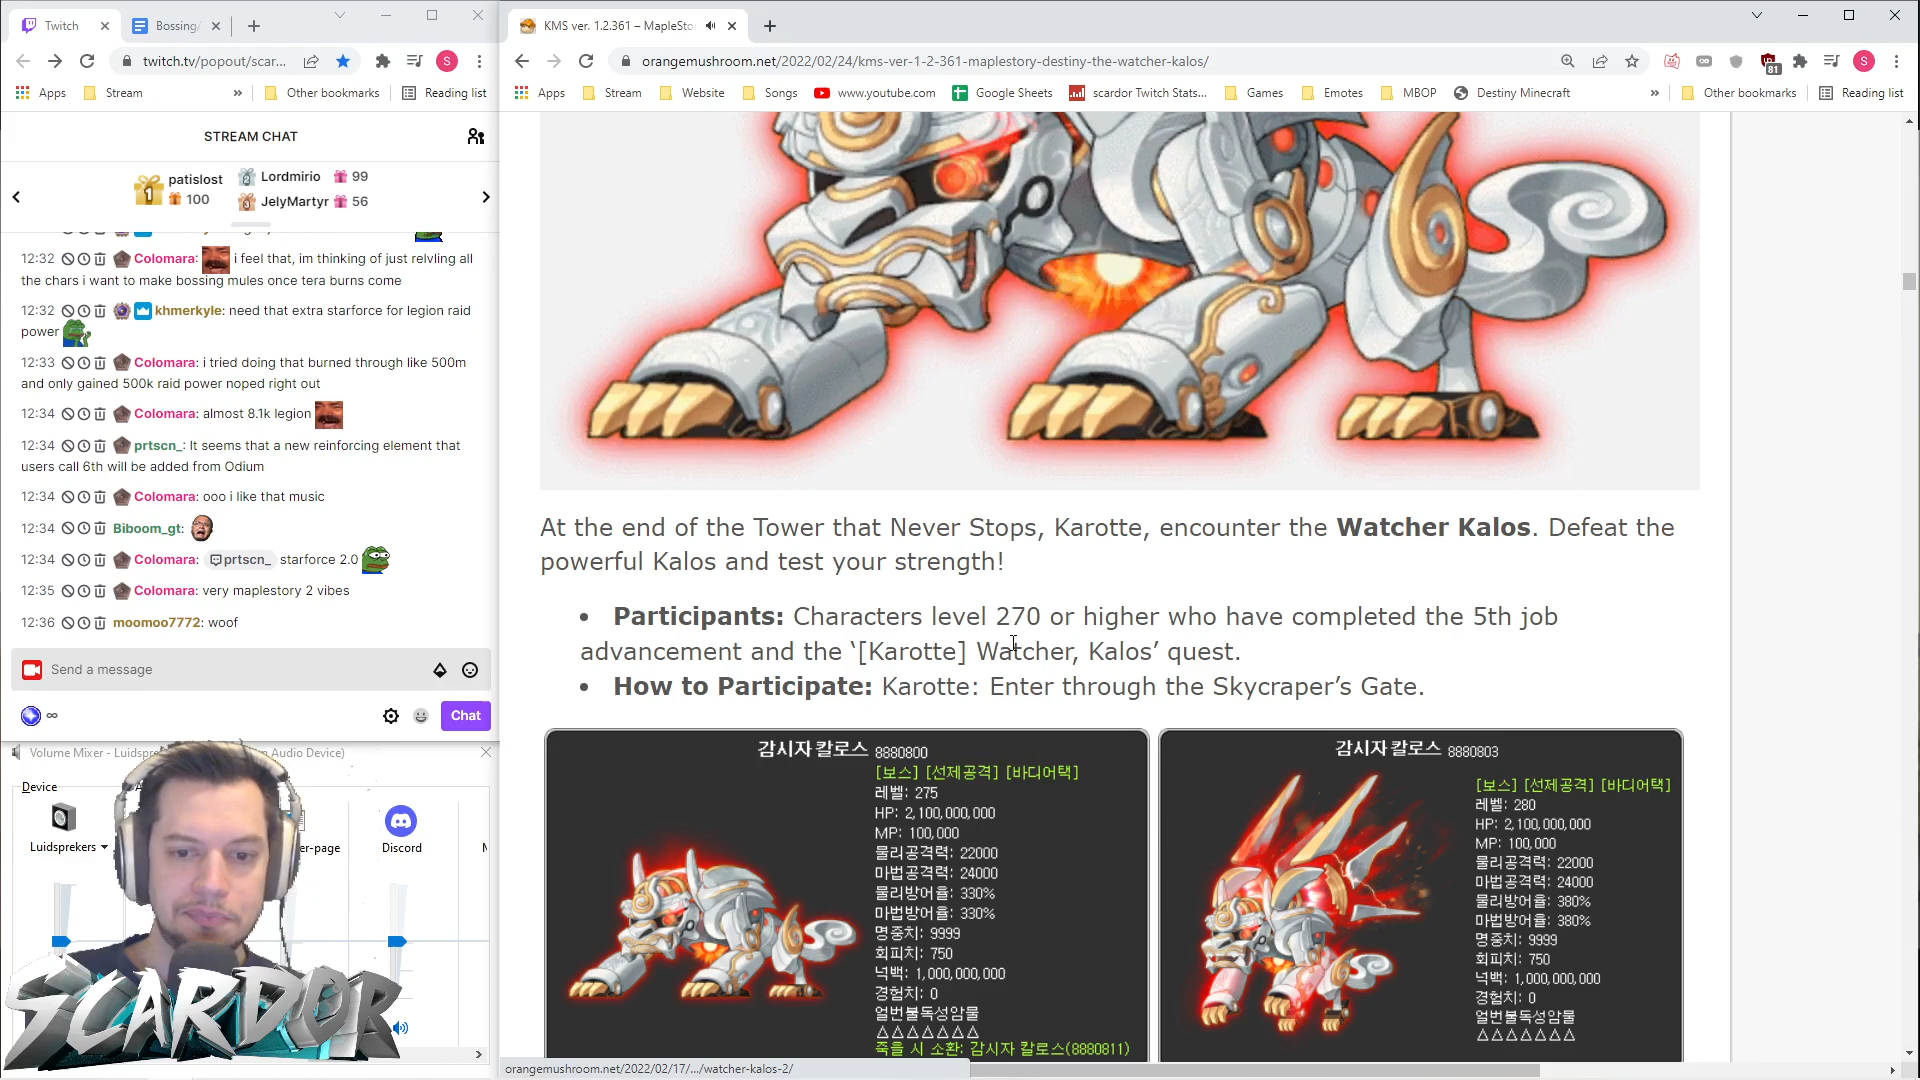 Twitch
Bossing/
KMS ver. 1.2.361 – MapleSto
twitch.tv/popout/scar...
orangemushroom.net/2022/02/24/kms-ver-1-2-361-maplestory-destiny-the-watcher-kalos/
S
81
S
Apps
Stream
»
Other bookmarks
Reading list
Apps
Stream
Website
Songs
www.youtube.com
Google Sheets
scardor Twitch Stats...
Games
Emotes
MBOP
Destiny Minecraft
»
Other bookmarks
Reading list
STREAM CHAT
1
patislost
100
Lordmirio 99
JelyMartyr 56
12:32 Colomara: i feel that, im thinking of just relvling all
the chars i want to make bossing mules once tera burns come
12:32 khmerkyle: need that extra starforce for legion raid
power
12:33 Colomara: i tried doing that burned through like 500m
and only gained 500k raid power noped right out
12:34 Colomara: almost 8.1k legion
12:34 prtscn_: It seems that a new reinforcing element that
users call 6th will be added from Odium
12:34 Colomara: ooo i like that music
12:34 Biboom_gt:
12:34 Colomara: prtscn_ starforce 2.0
12:35 Colomara: very maplestory 2 vibes
12:36 moomoo7772: woof
Send a message
∞
Chat
Volume Mixer - Luidspre
Audio Device)
Device
Luidsprekers
er-page
Discord
SCARDOR
At the end of the Tower that Never Stops, Karotte, encounter the Watcher Kalos. Defeat the
powerful Kalos and test your strength!
• Participants: Characters level 270 or higher who have completed the 5th job
advancement and the ‘[Karotte] Watcher, Kalos’ quest.
• How to Participate: Karotte: Enter through the Skycraper’s Gate.
감시자 칼로스 8880800
[보스] [선제공격] [바디어택]
레벨: 275
HP: 2,100,000,000
MP: 100,000
물리공격력: 22000
마법공격력: 24000
물리방어율: 330%
마법방어율: 330%
명중치: 9999
회피치: 750
넉백: 1,000,000,000
경험치: 0
얼번불독성암물
△△△△△△△
죽을 시 소환: 감시자 칼로스(8880811)
감시자 칼로스 8880803
[보스] [선제공격] [바디어택]
레벨: 280
HP: 2,100,000,000
MP: 100,000
물리공격력: 22000
마법공격력: 24000
물리방어율: 380%
마법방어율: 380%
명중치: 9999
회피치: 750
넉백: 1,000,000,000
경험치: 0
얼번불독성암물
△△△△△△△
orangemushroom.net/2022/02/17/.../watcher-kalos-2/